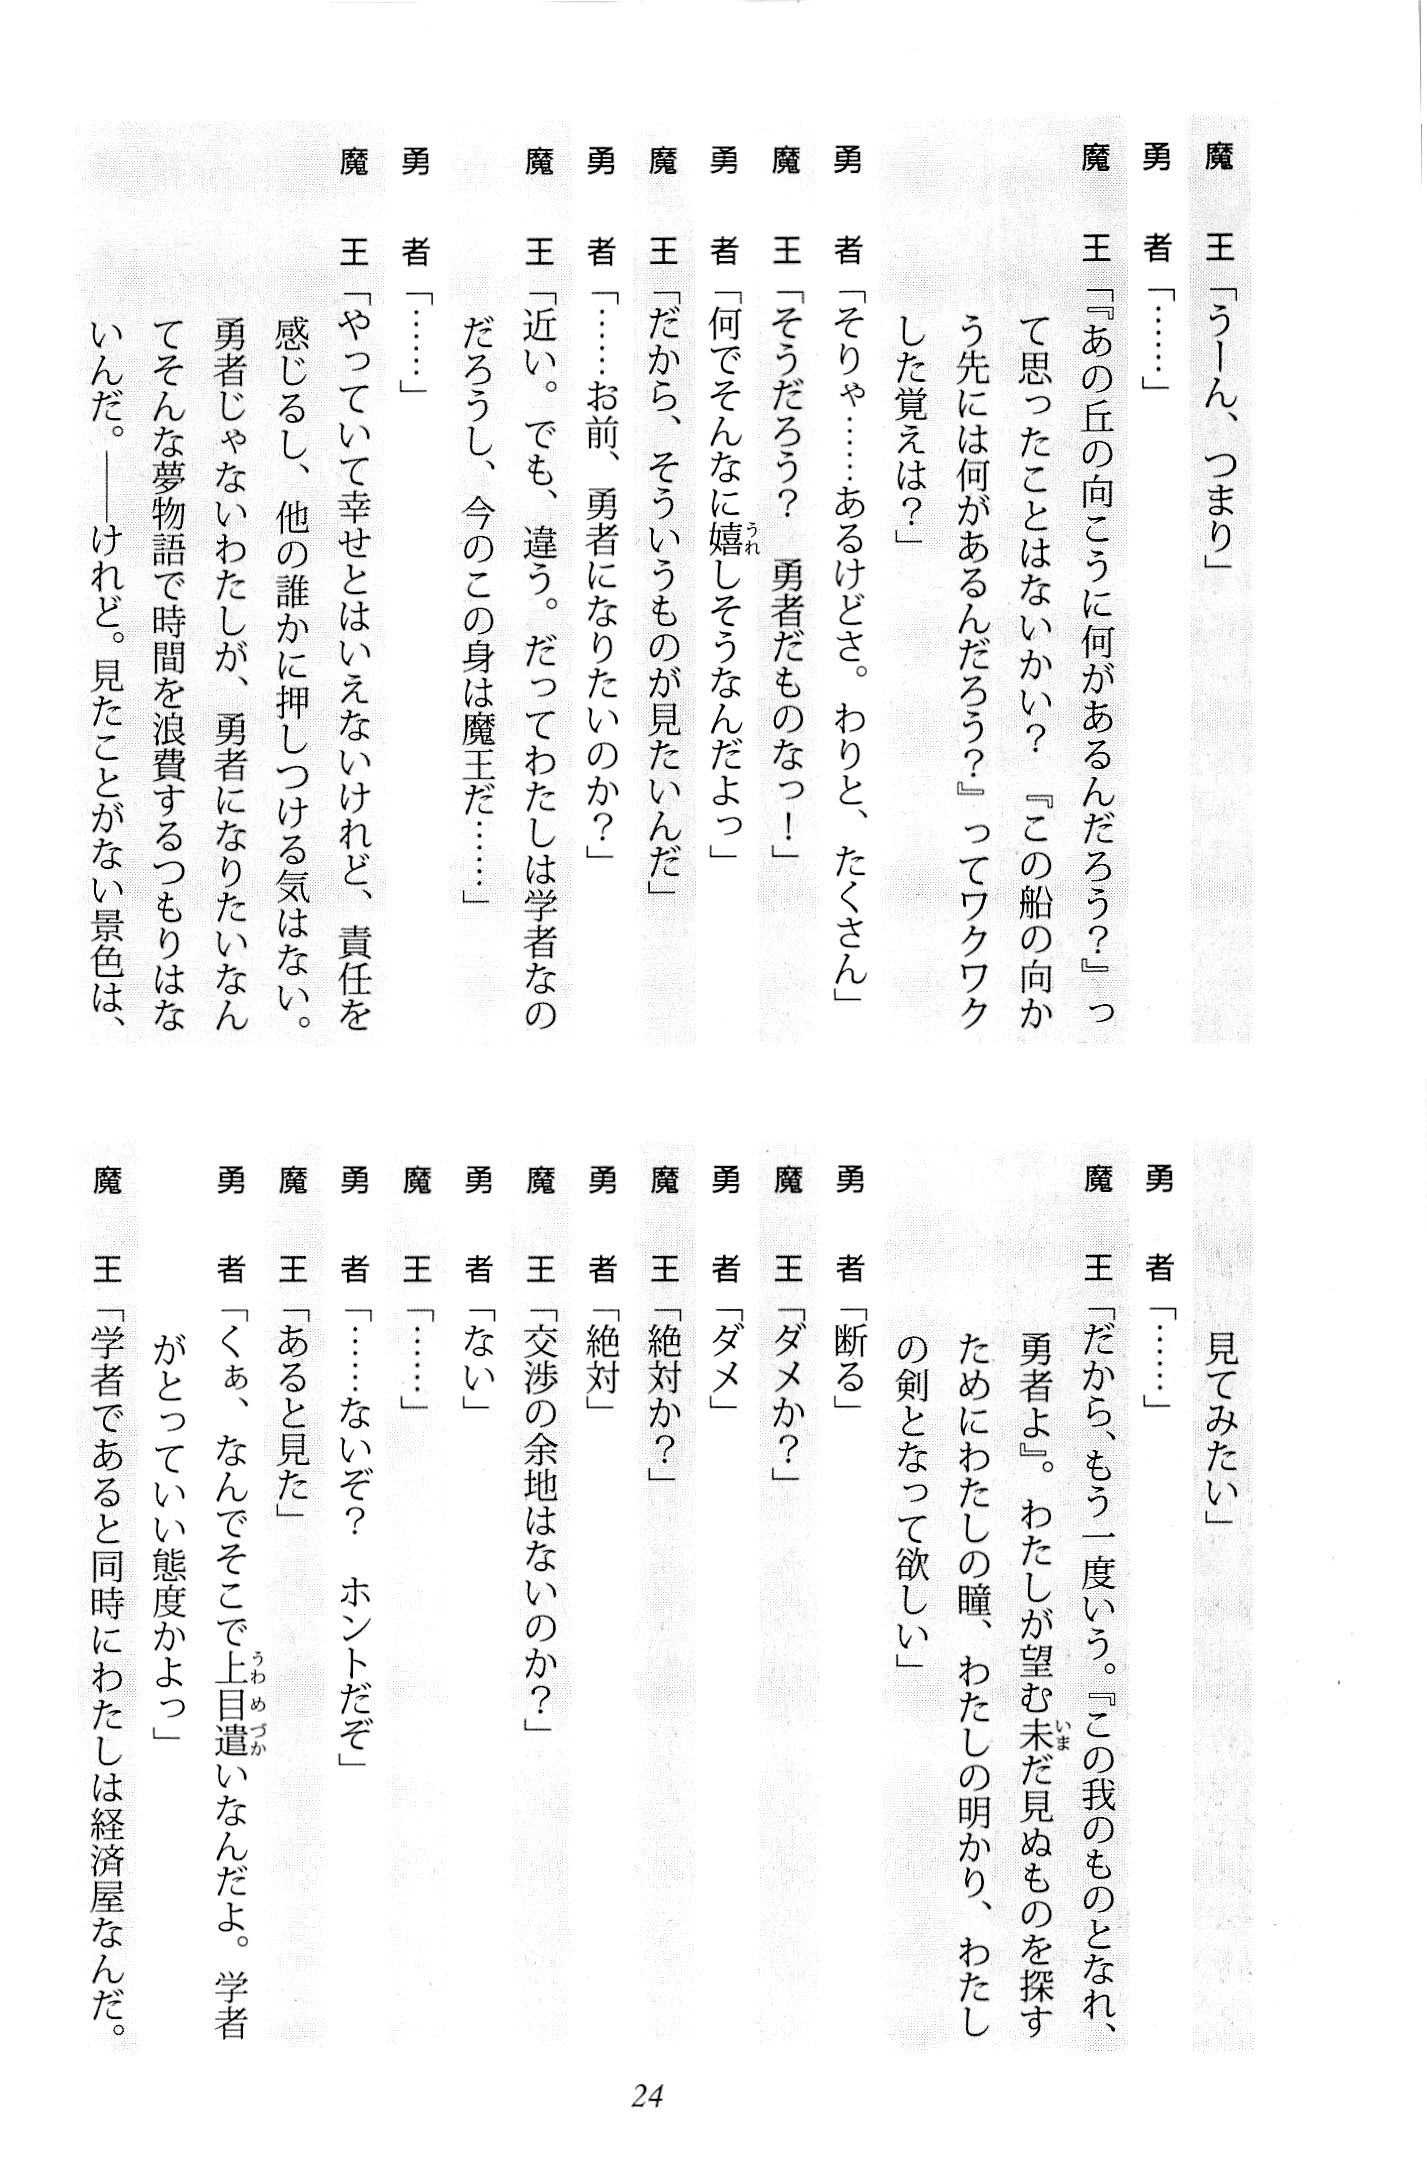 魔　王「うーん、つまり」
勇　者「……」
魔　王「『あの丘の向こうに何があるんだろう？』っ
て思ったことはないかい？　『この船の向か
う先には何があるんだろう？』ってワクワク
した覚えは？」
勇　者「そりゃ……あるけどさ。わりと、たくさん」
魔　王「そうだろう？　勇者だものなっ！」
勇　者「何でそんなに嬉しそうなんだよっ」
魔　王「だから、そういうものが見たいんだ」
勇　者「……お前、勇者になりたいのか？」
魔　王「近い。でも、違う。だってわたしは学者なの
だろうし、今のこの身は魔王だ……」
勇　者「……」
魔　王「やっていて幸せとはいえないけれど、責任を
感じるし、他の誰かに押しつける気はない。
勇者じゃないわたしが、勇者になりたいなん
てそんな夢物語で時間を浪費するつもりはな
いんだ。――けれど。見たことがない景色は、
見てみたい」
勇　者「……」
魔　王「だから、もう一度いう。『この我のものとなれ、
勇者よ』。わたしが望む未だ見ぬものを探す
ためにわたしの瞳、わたしの明かり、わたし
の剣となって欲しい」
勇　者「断る」
魔　王「ダメか？」
勇　者「ダメ」
魔　王「絶対か？」
勇　者「絶対」
魔　王「交渉の余地はないのか？」
勇　者「ない」
魔　王「……」
勇　者「……ないぞ？　ホントだぞ」
魔　王「あると見た」
勇　者「くぁ、なんでそこで上目遣いなんだよ。学者
がとっていい態度かよっ」
魔　王「学者であると同時にわたしは経済屋なんだ。
24